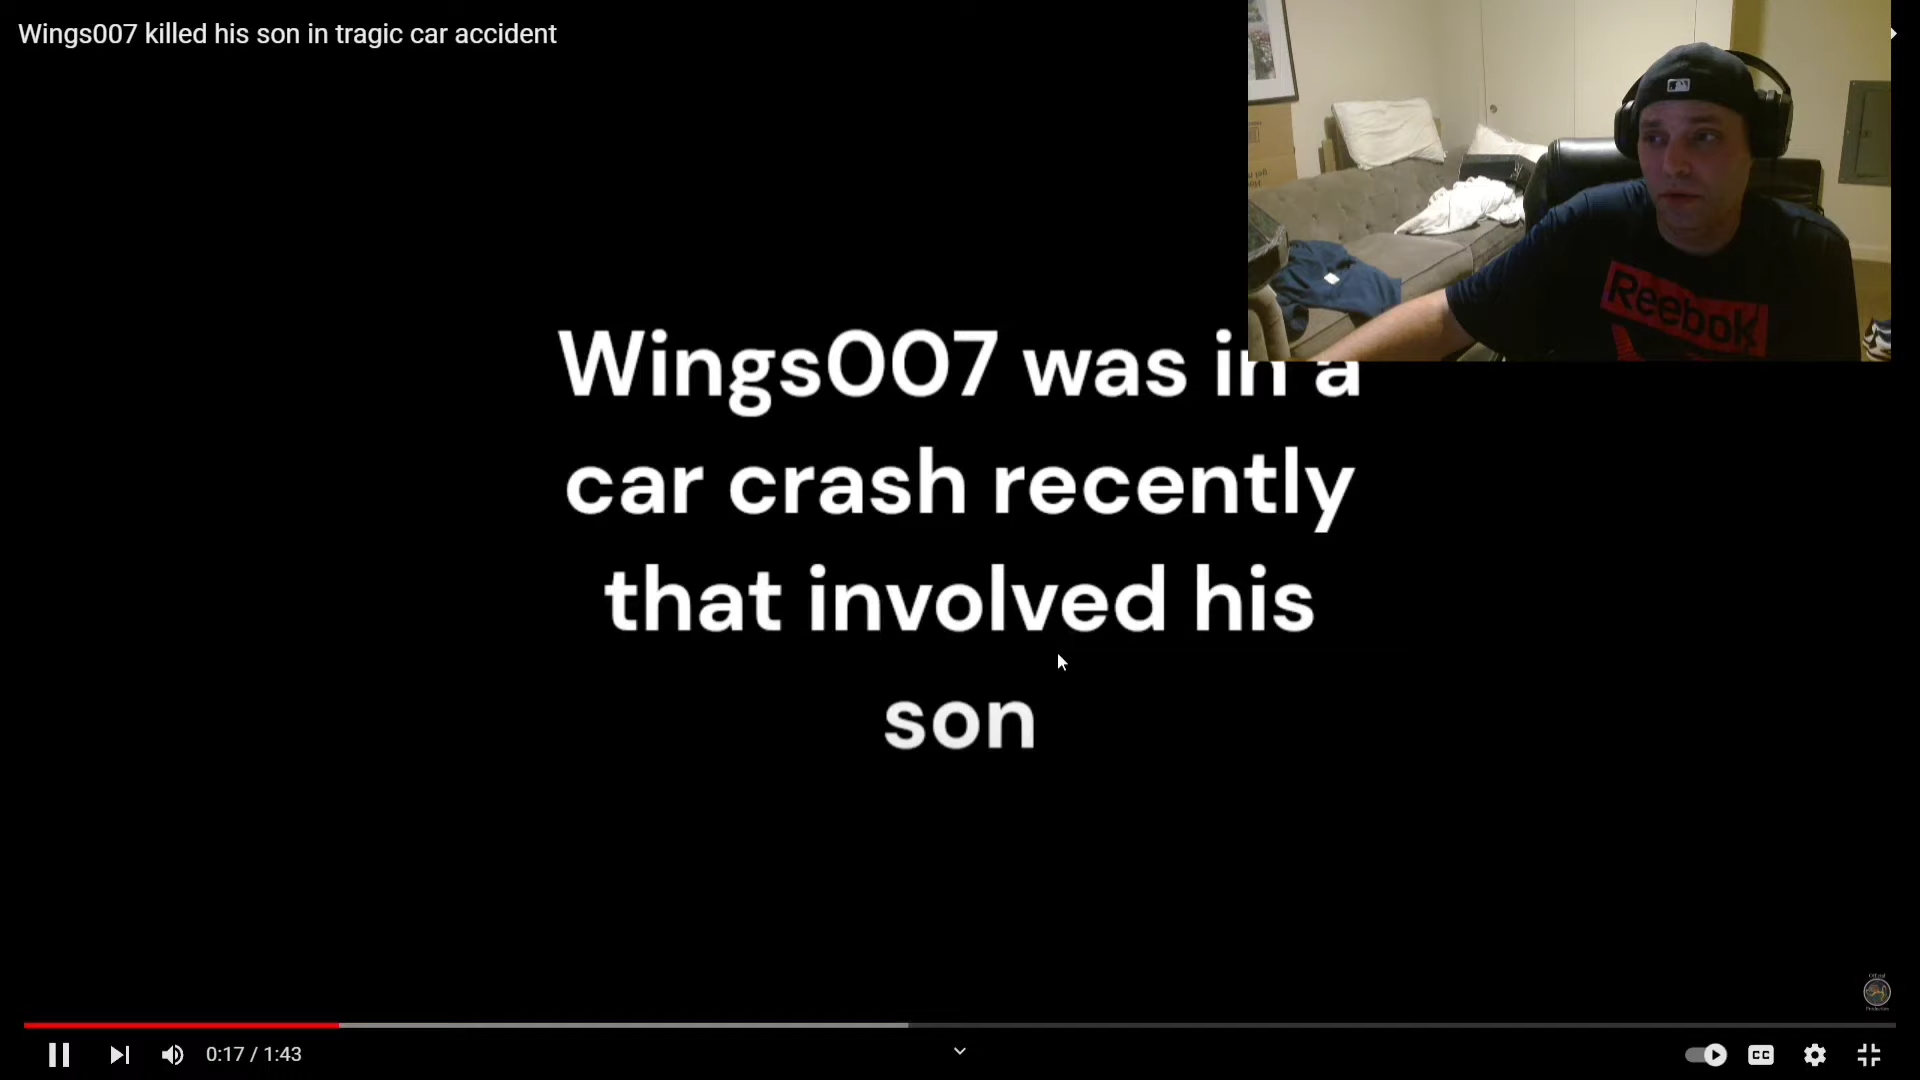 Wings007 killed his son in tragic car accident
Reebok
Wings007 was in a
car crash recently
that involved his
son
0:17 / 1:43
CC